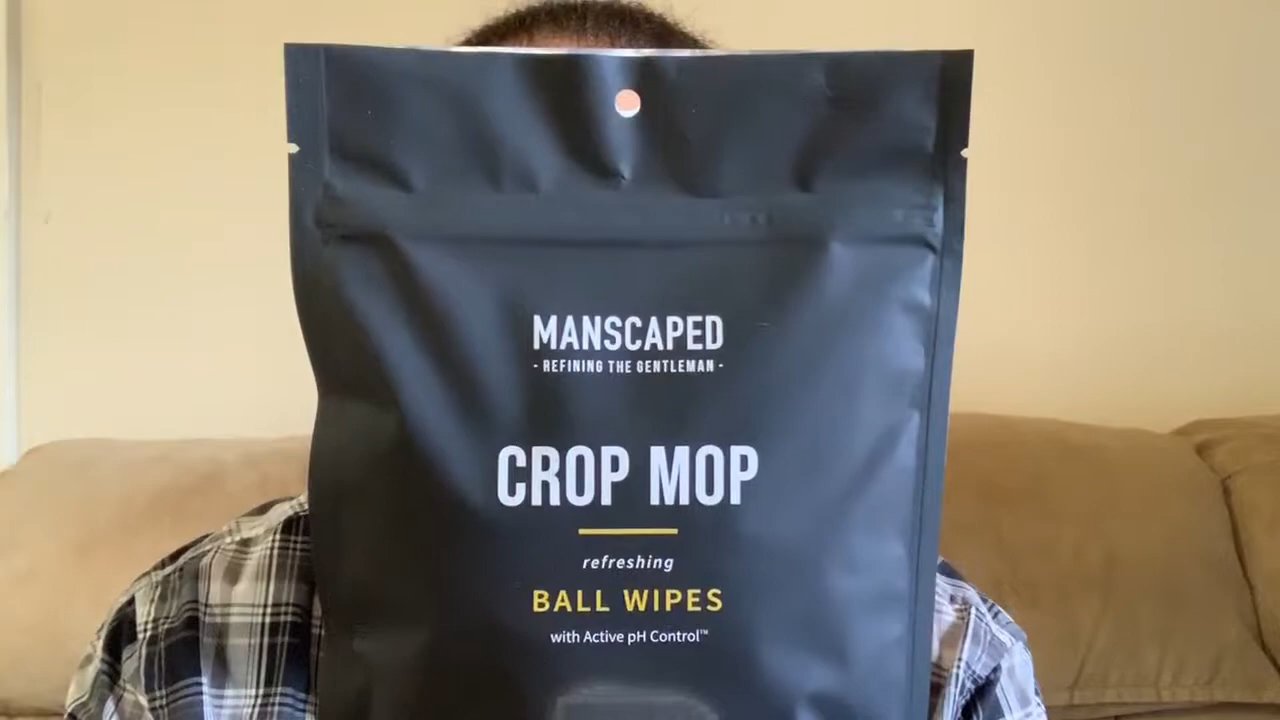 MANSCAPED
- REFINING THE GENTLEMAN -
CROP MOP
refreshing
BALL WIPES
with Active pH Control™